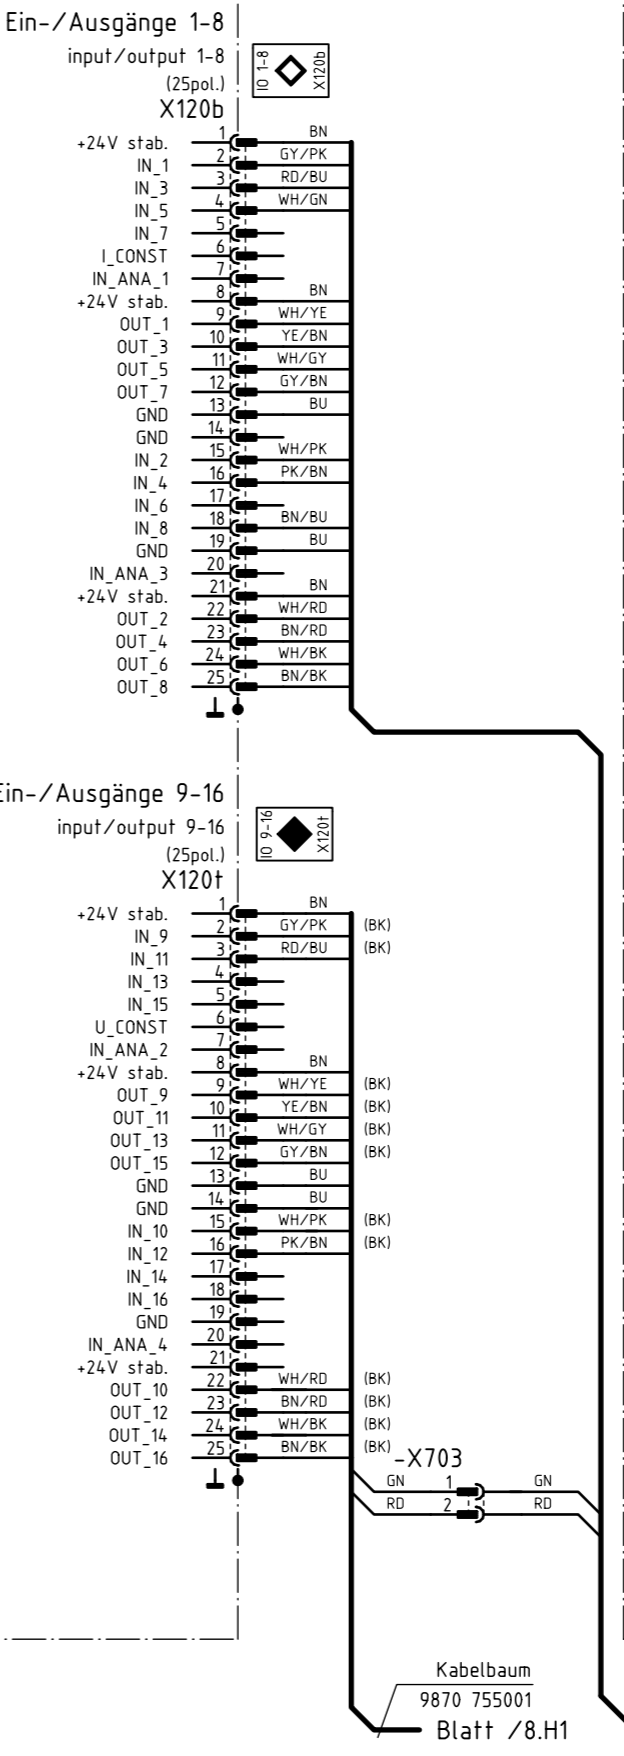 Ein-/Ausgänge 1-8
input/output 1-8
(25pol.)
X120b
IO 1-8
X120b
+24V stab. 1 BN
IN_1 2 GY/PK
IN_3 3 RD/BU
IN_5 4 WH/GN
IN_7 5
I_CONST 6
IN_ANA_1 7
+24V stab. 8 BN
OUT_1 9 WH/YE
OUT_3 10 YE/BN
OUT_5 11 WH/GY
OUT_7 12 GY/BN
GND 13 BU
GND 14
IN_2 15 WH/PK
IN_4 16 PK/BN
IN_6 17
IN_8 18 BN/BU
GND 19 BU
IN_ANA_3 20
+24V stab. 21 BN
OUT_2 22 WH/RD
OUT_4 23 BN/RD
OUT_6 24 WH/BK
OUT_8 25 BN/BK
Ein-/Ausgänge 9-16
input/output 9-16
(25pol.)
X120t
IO 9-16
X120t
+24V stab. 1 BN
IN_9 2 GY/PK (BK)
IN_11 3 RD/BU (BK)
IN_13 4
IN_15 5
U_CONST 6
IN_ANA_2 7
+24V stab. 8 BN
OUT_9 9 WH/YE (BK)
OUT_11 10 YE/BN (BK)
OUT_13 11 WH/GY (BK)
OUT_15 12 GY/BN (BK)
GND 13 BU
GND 14 BU
IN_10 15 WH/PK (BK)
IN_12 16 PK/BN (BK)
IN_14 17
IN_16 18
GND 19
IN_ANA_4 20
+24V stab. 21
OUT_10 22 WH/RD (BK)
OUT_12 23 BN/RD (BK)
OUT_14 24 WH/BK (BK)
OUT_16 25 BN/BK (BK)
-X703
GN 1 GN
RD 2 RD
Kabelbaum
9870 755001
Blatt /8.H1